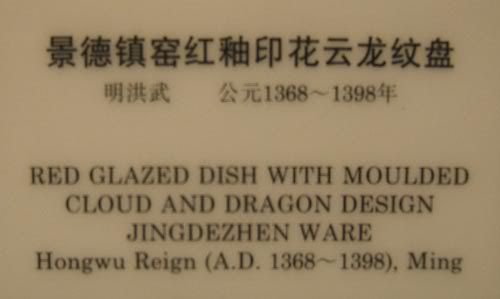 景德镇窑红釉印花云龙纹盘
明洪武 公元1368～1398年
RED GLAZED DISH WITH MOULDED
CLOUD AND DRAGON DESIGN
JINGDEZHEN WARE
Hongwu Reign (A.D. 1368～1398), Ming